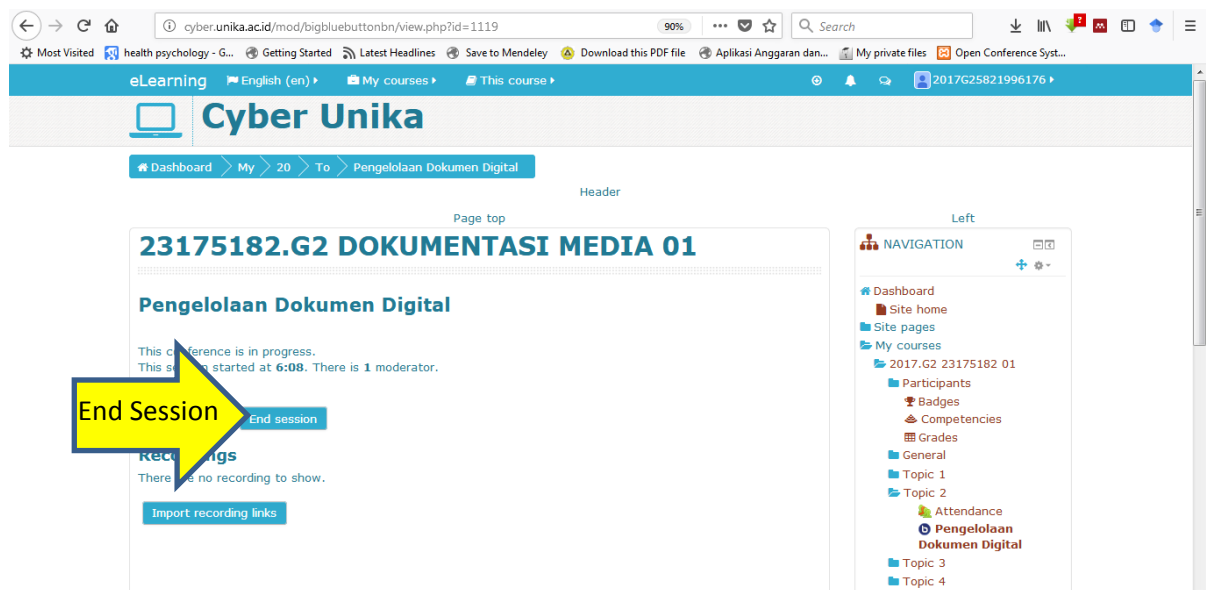 cyber.unika.ac.id/mod/bigbluebuttonbn/view.php?id=1119 90% Search
Most Visited health psychology - G... Getting Started Latest Headlines Save to Mendeley Download this PDF file Aplikasi Anggaran dan... My private files Open Conference Syst...
eLearning English (en) My courses This course 2017G25821996176
Cyber Unika
Dashboard My 20 To Pengelolaan Dokumen Digital
Header
Page top
23175182.G2 DOKUMENTASI MEDIA 01
Pengelolaan Dokumen Digital
This is in progress.
This started at 6:08. There is 1 moderator.
End Session
End session
There no recording to show.
Import recording links
Left
NAVIGATION
Dashboard
Site home
Site pages
My courses
2017.G2 23175182 01
Participants
Badges
Competencies
Grades
General
Topic 1
Topic 2
Attendance
Pengelolaan
Dokumen Digital
Topic 3
Topic 4